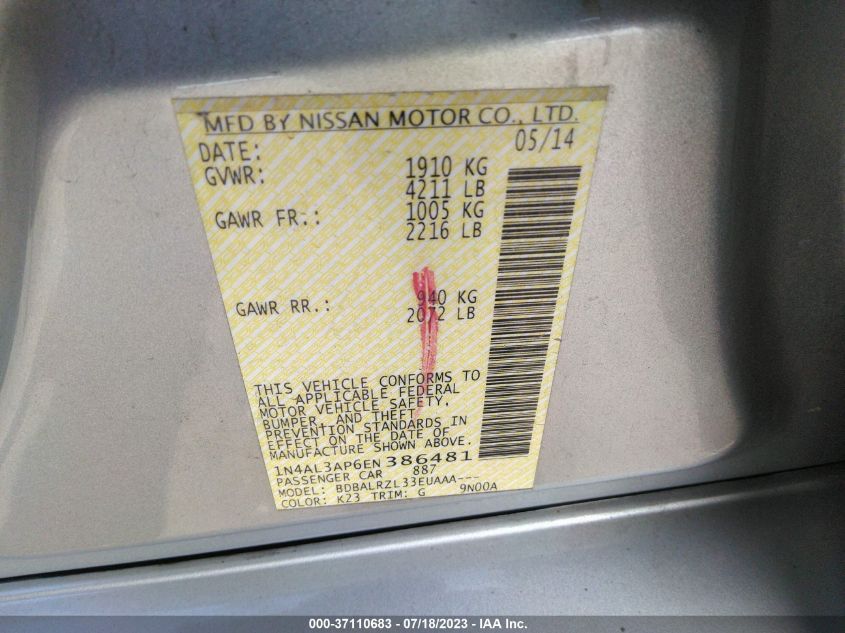 MFD BY NISSAN MOTOR CO., LTD.
DATE: 05/14
GVWR: 1910 KG
4211 LB
GAWR FR.: 1005 KG
2216 LB
GAWR RR.: 940 KG
2072 LB
THIS VEHICLE CONFORMS TO
ALL APPLICABLE FEDERAL
MOTOR VEHICLE SAFETY,
BUMPER, AND THEFT
PREVENTION STANDARDS IN
EFFECT ON THE DATE OF
MANUFACTURE SHOWN ABOVE.
1N4AL3AP6EN386481
PASSENGER CAR 887
MODEL: BDBALRZL33EUAAA---
COLOR: K23 TRIM: G 9N00A
000-37110683 - 07/18/2023 - IAA Inc.